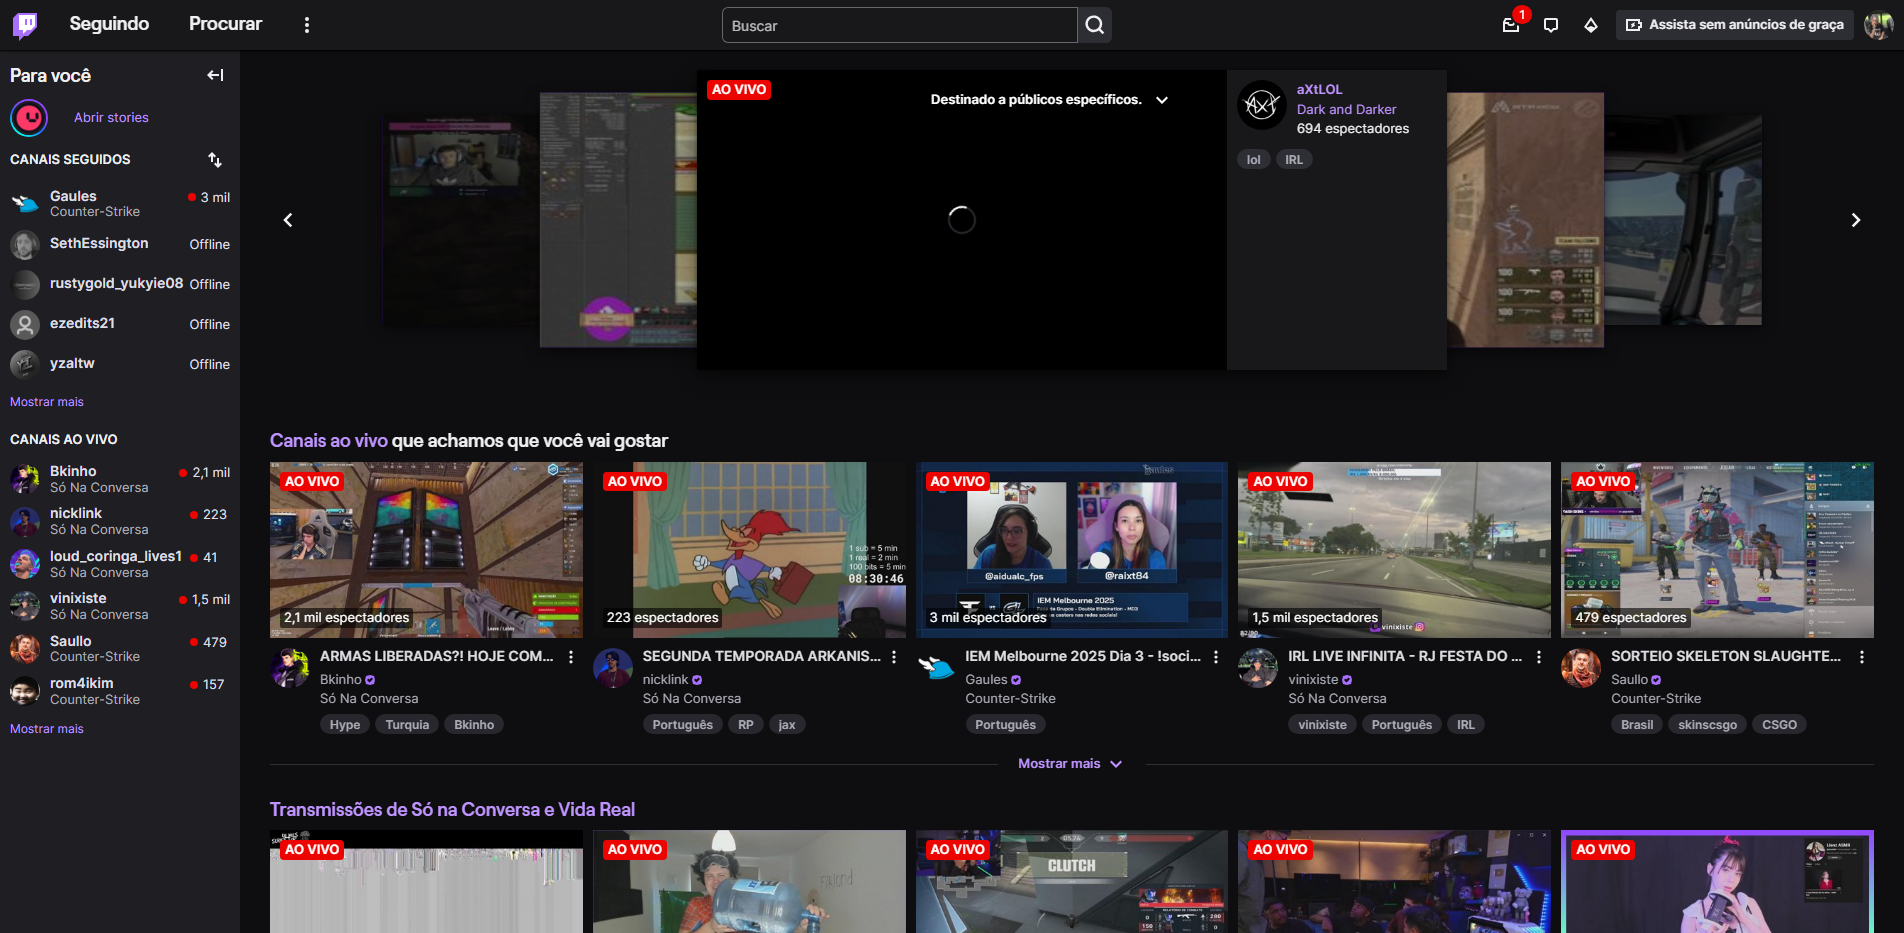 Seguindo
Procurar
Buscar
1
Assista sem anúncios de graça
Para você
Abrir stories
CANAIS SEGUIDOS
Gaules
3 mil
Counter-Strike
SethEssington
Offline
rustygold_yukyie08
Offline
ezedits21
Offline
yzaltw
Offline
Mostrar mais
CANAIS AO VIVO
Bkinho
2,1 mil
Só Na Conversa
nicklink
223
Só Na Conversa
loud_coringa_lives1
41
Só Na Conversa
vinixiste
1,5 mil
Só Na Conversa
Saullo
479
Counter-Strike
rom4ikim
157
Counter-Strike
Mostrar mais
AO VIVO
Destinado a públicos específicos.
aXtLOL
Dark and Darker
694 espectadores
lol
IRL
Canais ao vivo que achamos que você vai gostar
AO VIVO
2,1 mil espectadores
ARMAS LIBERADAS?! HOJE COM...
Bkinho
Só Na Conversa
Hype
Turquia
Bkinho
AO VIVO
1 sub = 5 min
1 real = 2 min
100 bits = 5 min
08:30:46
223 espectadores
SEGUNDA TEMPORADA ARKANIS...
nicklink
Só Na Conversa
Português
RP
jax
AO VIVO
gaules
@aidualc_fps
@raixt84
IEM Melbourne 2025
3 mil espectadores
IEM Melbourne 2025 Dia 3 - !soci...
Gaules
Counter-Strike
Português
AO VIVO
1,5 mil espectadores
vinixiste
IRL LIVE INFINITA - RJ FESTA DO ...
vinixiste
Só Na Conversa
vinixiste
Português
IRL
AO VIVO
479 espectadores
SORTEIO SKELETON SLAUGHTE...
Saullo
Counter-Strike
Brasil
skinscsgo
CSGO
Mostrar mais
Transmissões de Só na Conversa e Vida Real
AO VIVO
AO VIVO
AO VIVO
CLUTCH
AO VIVO
AO VIVO